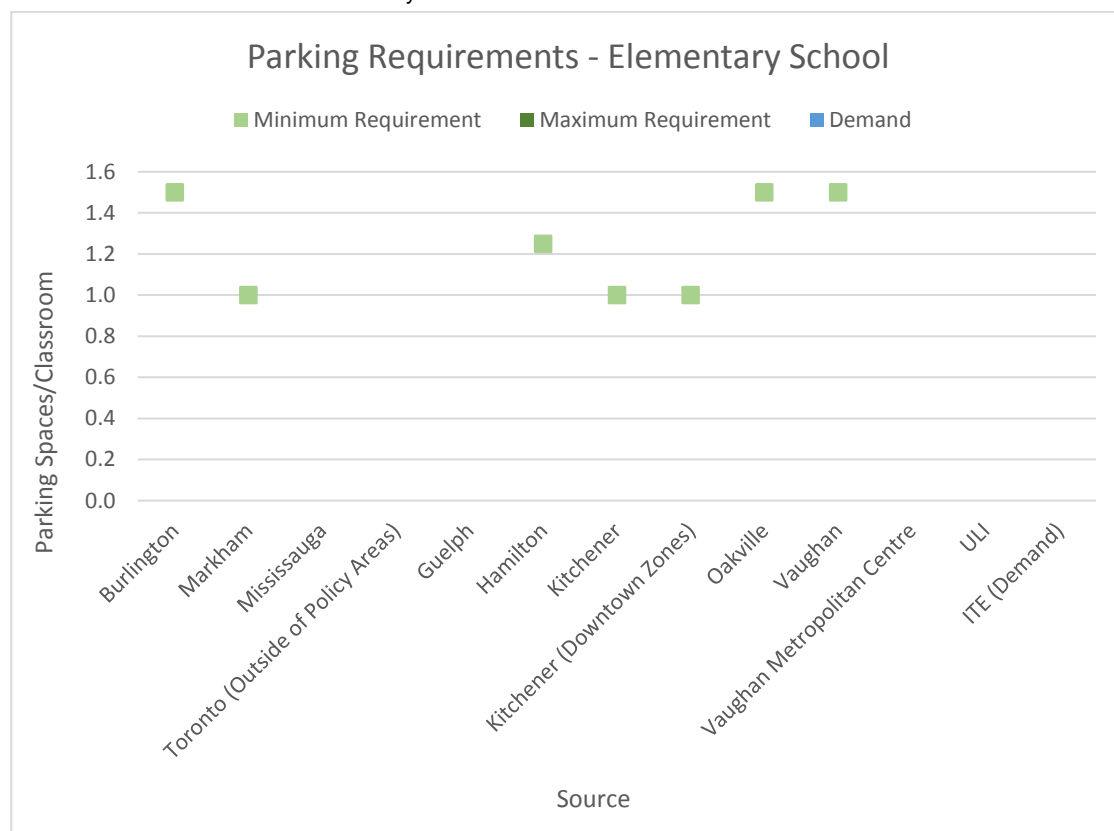 y
Parking Requirements - Elementary School
Minimum Requirement Maximum Requirement Demand
Parking Spaces/Classroom
1.6
1.4
1.2
1.0
0.8
0.6
0.4
0.2
0.0
Burlington
Markham
Mississauga
Toronto (Outside of Policy Areas)
Guelph
Hamilton
Kitchener
Kitchener (Downtown Zones)
Oakville
Vaughan
Vaughan Metropolitan Centre
ULI
ITE (Demand)
Source